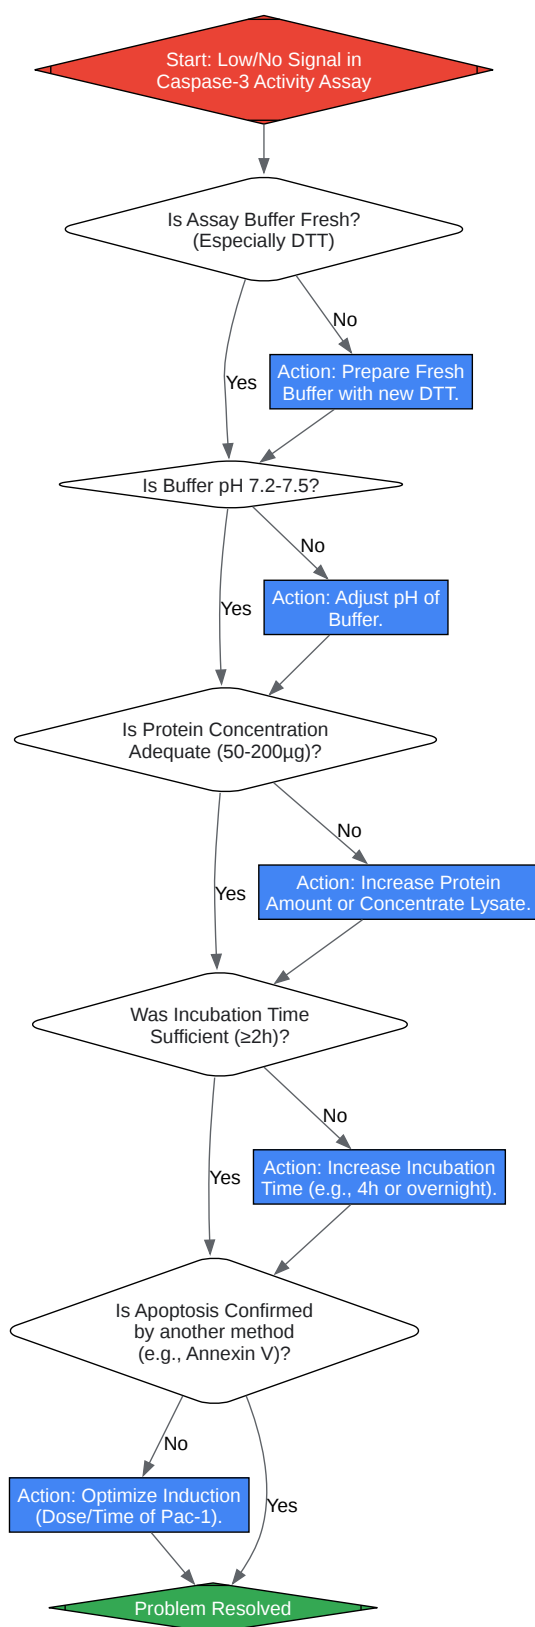 Start: Low/No Signal in
Caspase-3 Activity Assay
Is Assay Buffer Fresh?
(Especially DTT)
No
Yes
Action: Prepare Fresh
Buffer with new DTT.
Is Buffer pH 7.2-7.5?
No
Yes
Action: Adjust pH of
Buffer.
Is Protein Concentration
Adequate (50-200µg)?
No
Yes
Action: Increase Protein
Amount or Concentrate Lysate.
Was Incubation Time
Sufficient (≥2h)?
No
Yes
Action: Increase Incubation
Time (e.g., 4h or overnight).
Is Apoptosis Confirmed
by another method
(e.g., Annexin V)?
No
Yes
Action: Optimize Induction
(Dose/Time of Pac-1).
Problem Resolved